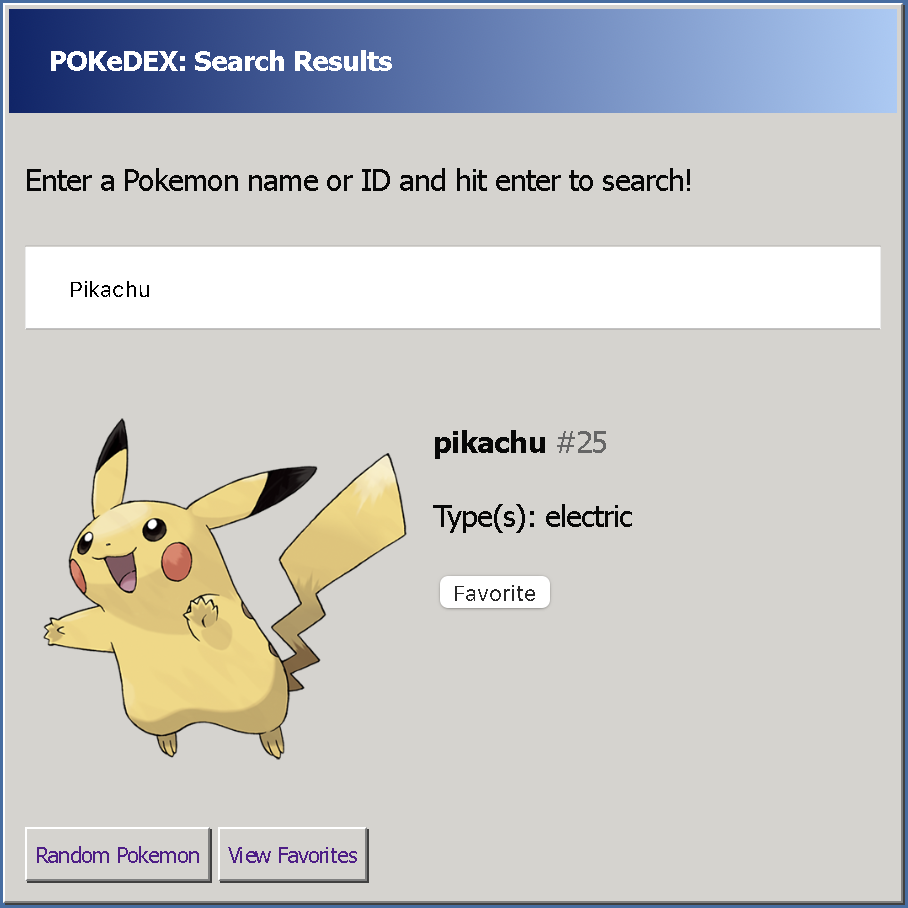 POKeDEX: Search Results
Enter a Pokemon name or ID and hit enter to search!
Pikachu
pikachu #25
Type(s): electric
Favorite
Random Pokemon
View Favorites